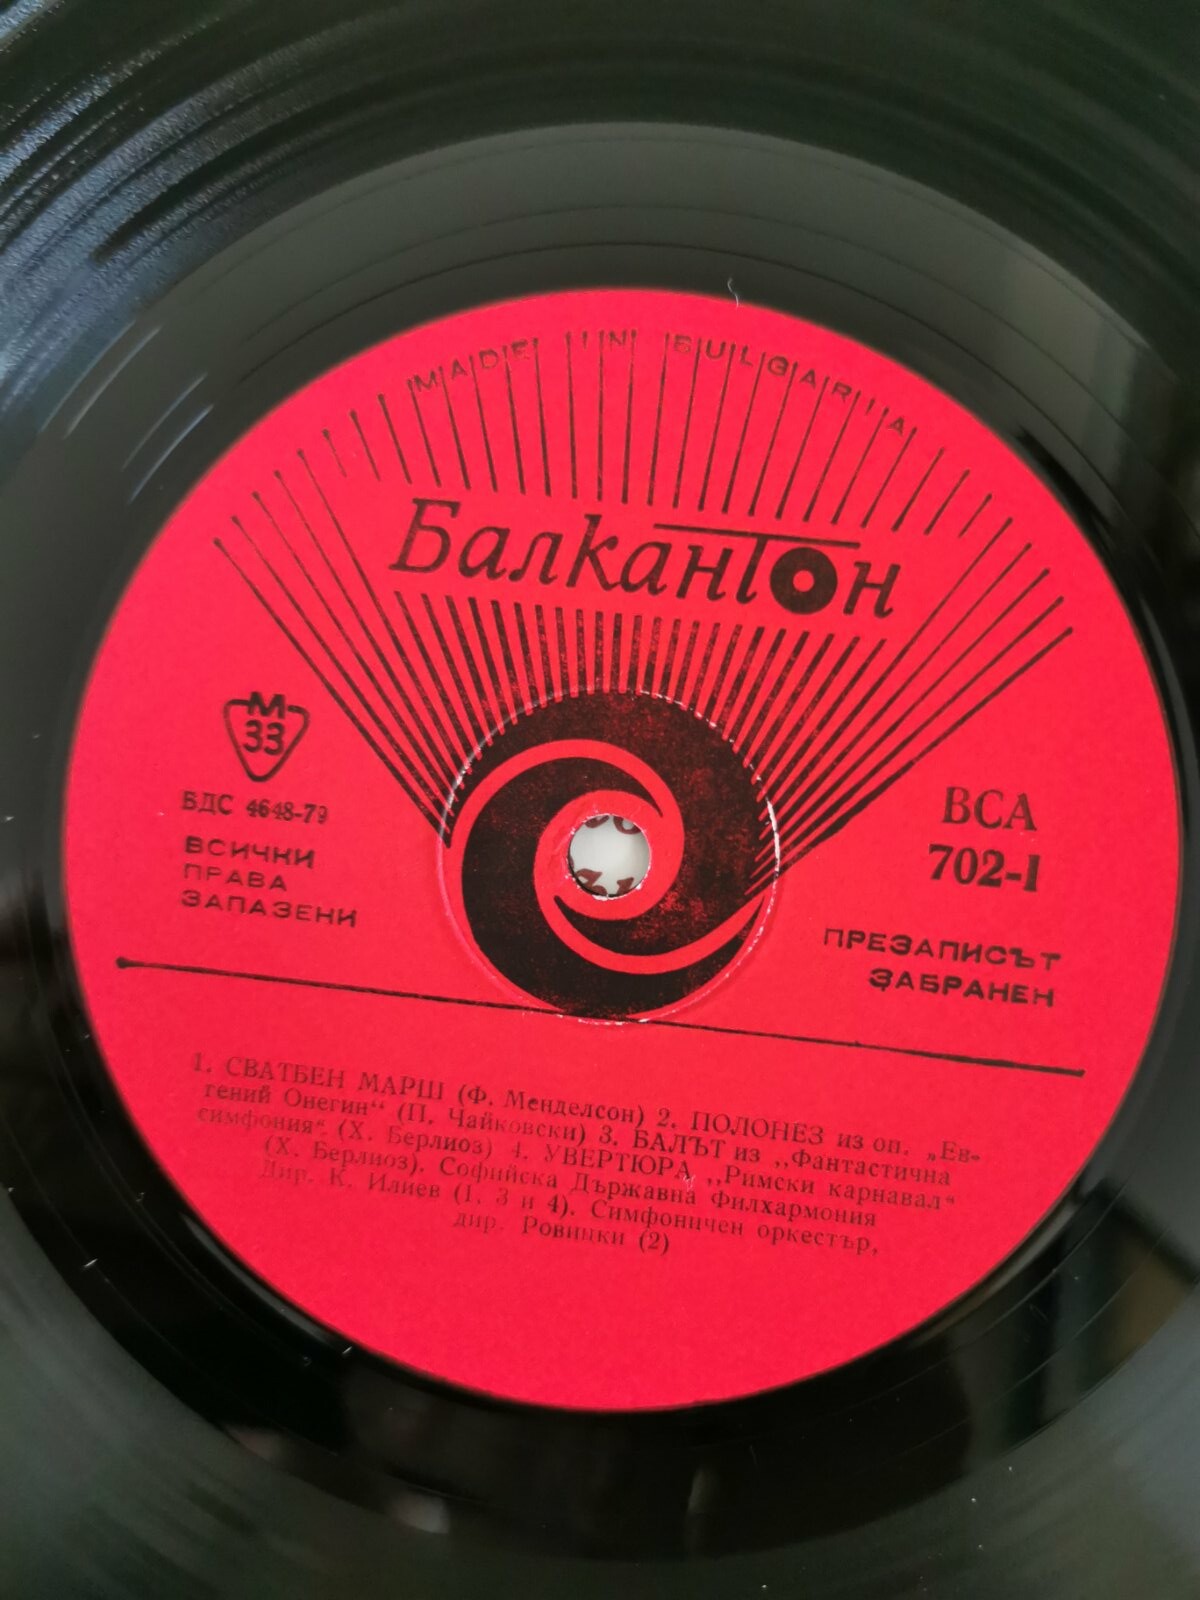 MADE IN BULGARIA
Балкантон
М
33
БДС 4648-79
ВСИЧКИ
ПРАВА
ЗАПАЗЕНИ
ВСА
702-I
ПРЕЗАПИСЪТ
ЗАБРАНЕН
1. СВАТБЕН МАРШ (Ф. Менделсон) 2. ПОЛОНЕЗ из оп. „Ев-
гений Онегин“ (П. Чайковски) 3. БАЛЪТ из ,,Фантастична
симфония“ (Х. Берлиоз) 4. УВЕРТЮРА ,,Римски карнавал“
(Х. Берлиоз). Софийска Държавна Филхармония
Дир. К. Илиев (1. 3 и 4). Симфоничен оркестър,
дир. Ровицки (2)